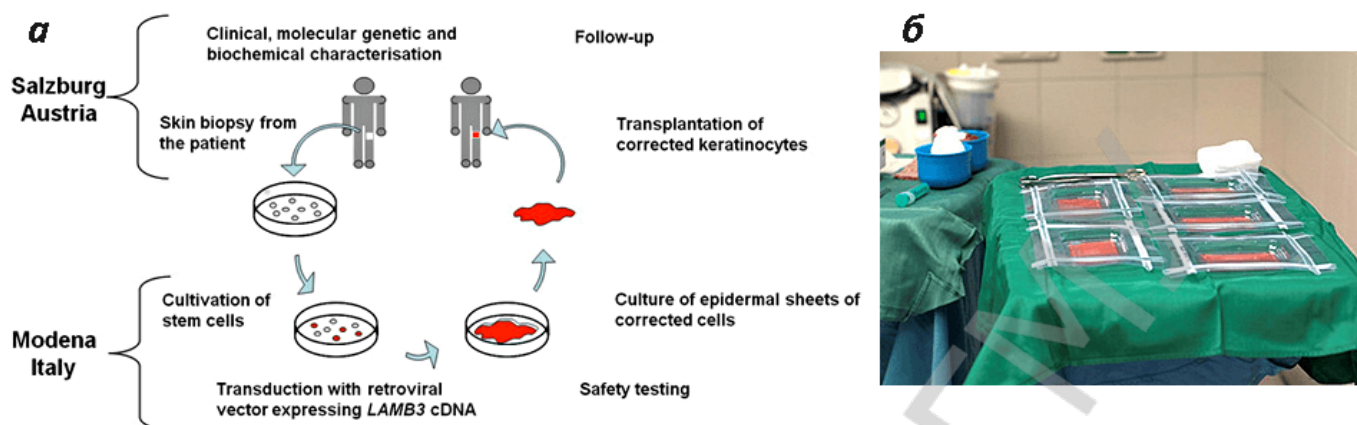 а
б
Clinical, molecular genetic and
biochemical characterisation
Follow-up
Salzburg
Austria
Skin biopsy from
the patient
Transplantation of
corrected keratinocytes
Cultivation of
stem cells
Culture of epidermal sheets of
corrected cells
Modena
Italy
Transduction with retroviral
vector expressing LAMB3 cDNA
Safety testing